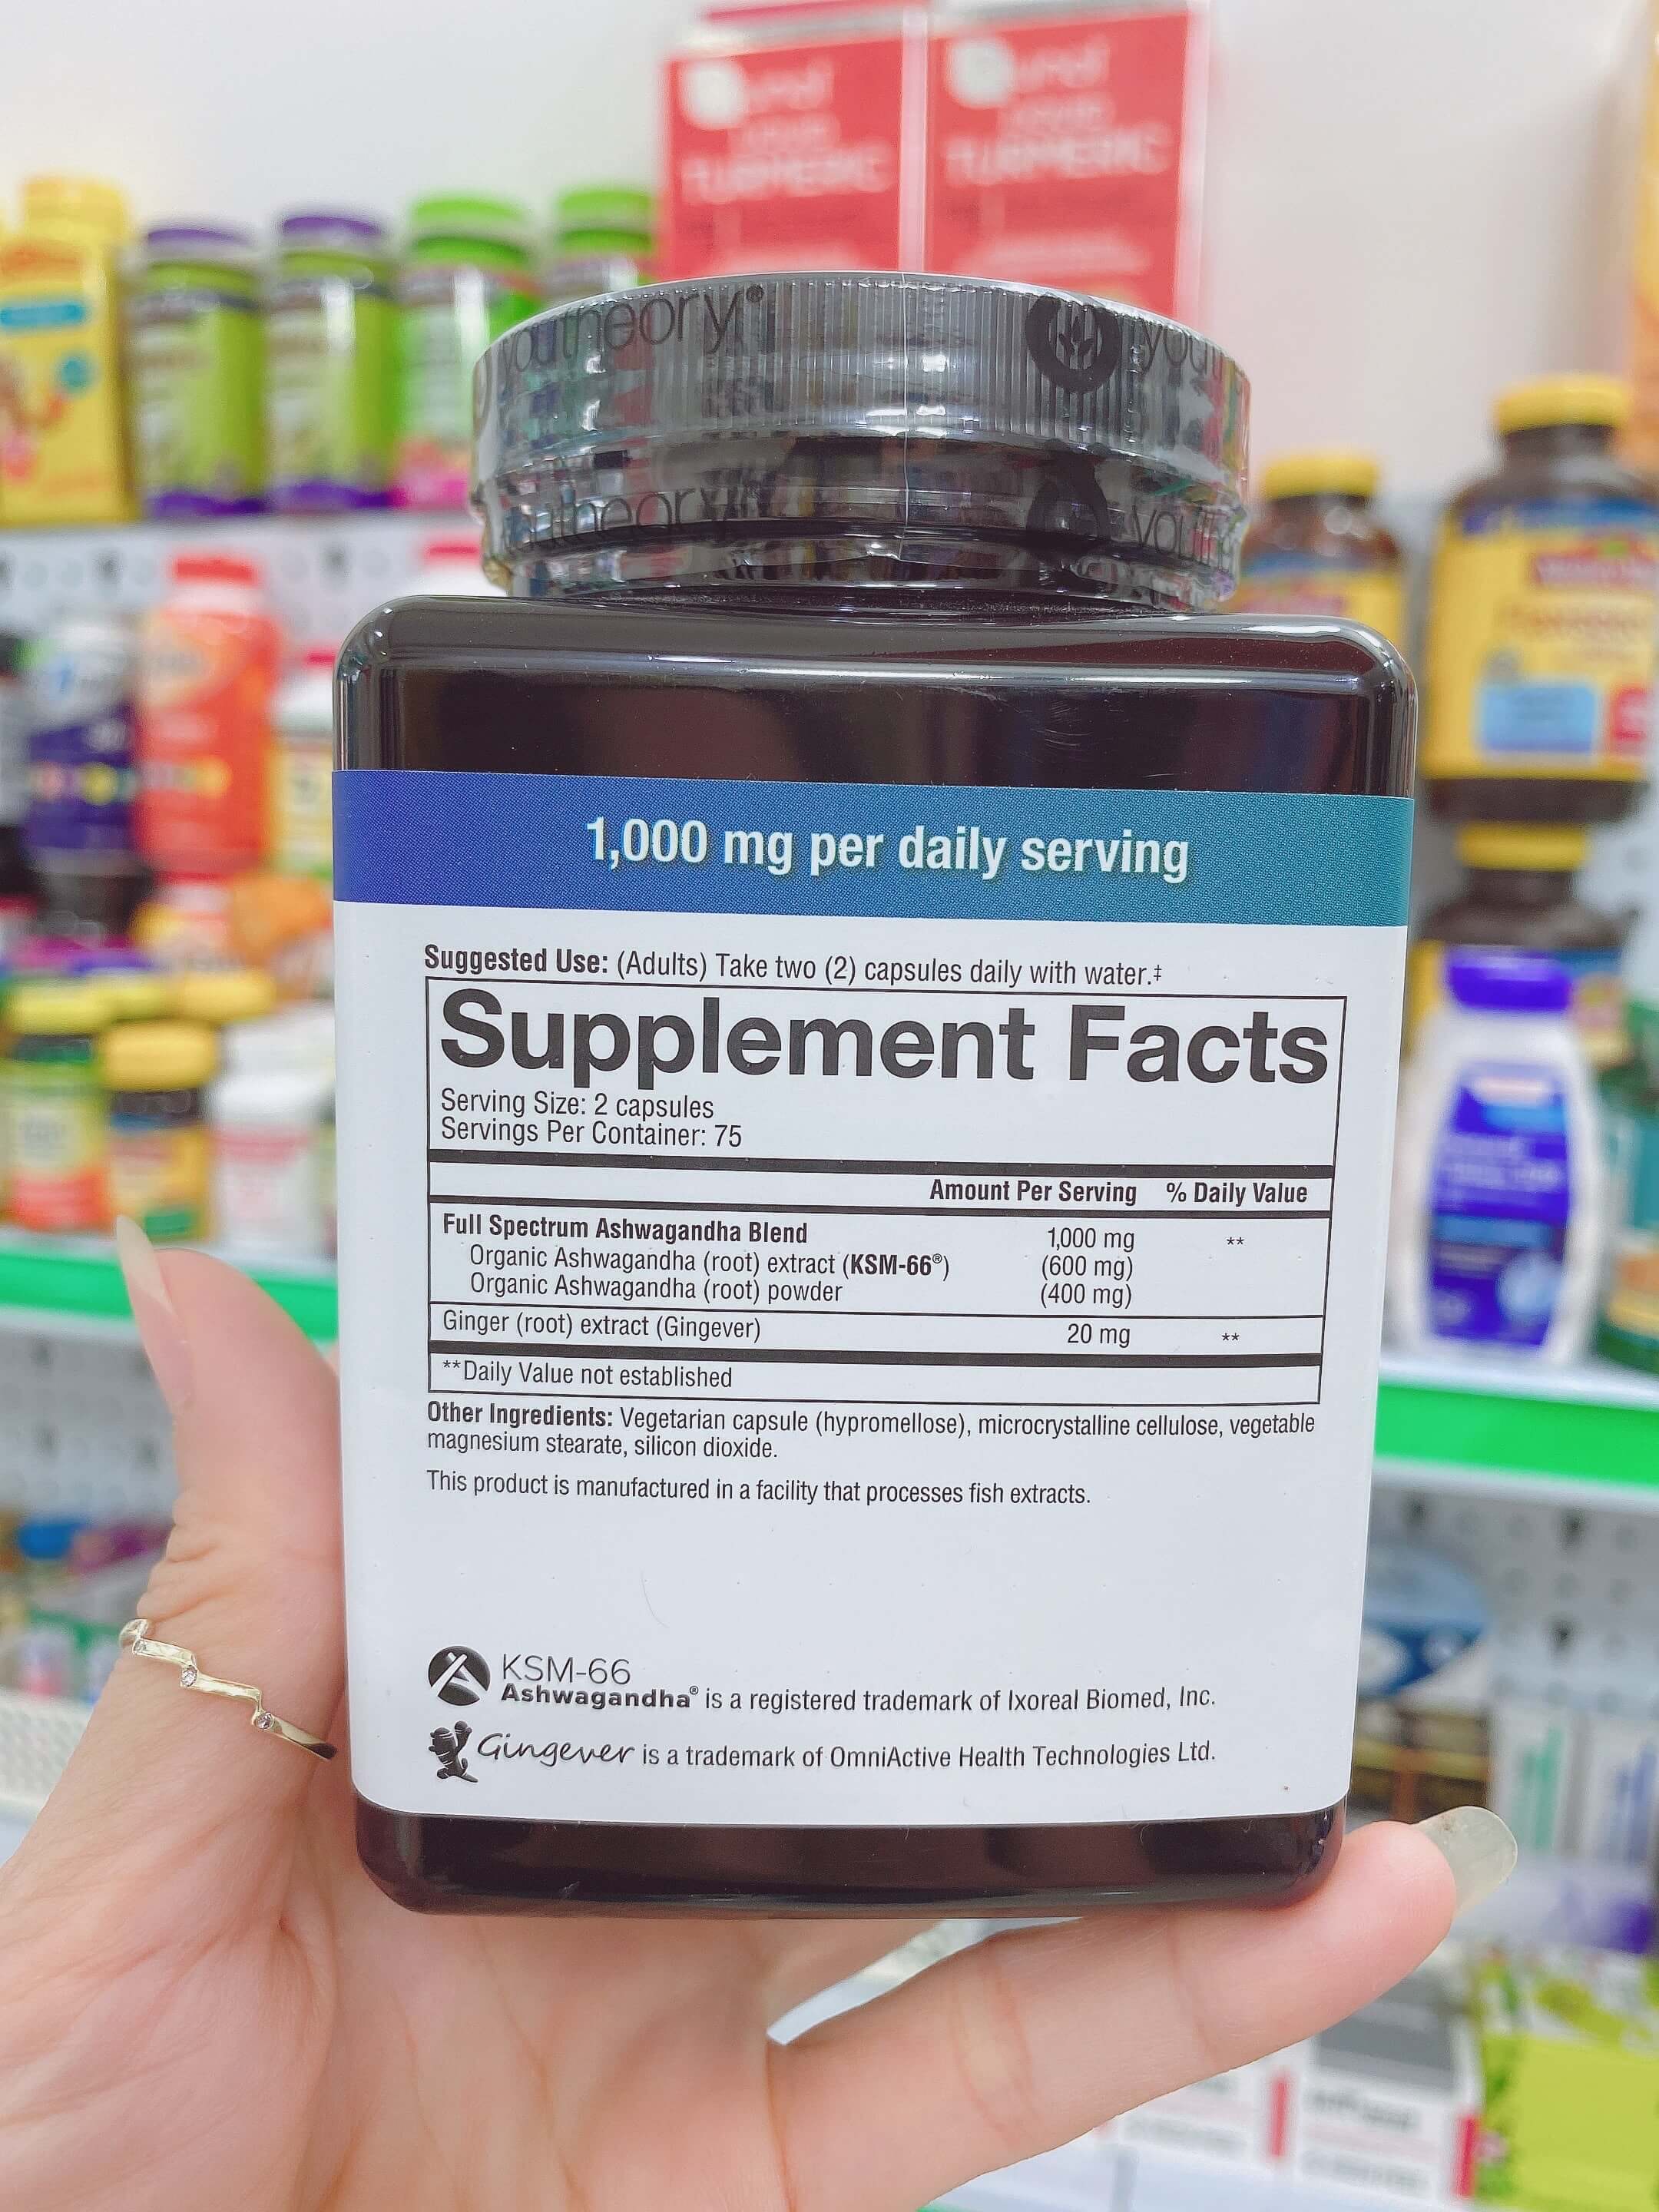 TURMERIC
TURMERIC
youtheory®
1,000 mg per daily serving
Suggested Use: (Adults) Take two (2) capsules daily with water.‡
Supplement Facts
Serving Size: 2 capsules
Servings Per Container: 75
Amount Per Serving % Daily Value
Full Spectrum Ashwagandha Blend 1,000 mg **
Organic Ashwagandha (root) extract (KSM-66®) (600 mg)
Organic Ashwagandha (root) powder (400 mg)
Ginger (root) extract (Gingever) 20 mg **
**Daily Value not established
Other Ingredients: Vegetarian capsule (hypromellose), microcrystalline cellulose, vegetable
magnesium stearate, silicon dioxide.
This product is manufactured in a facility that processes fish extracts.
KSM-66
Ashwagandha® is a registered trademark of Ixoreal Biomed, Inc.
Gingever is a trademark of OmniActive Health Technologies Ltd.